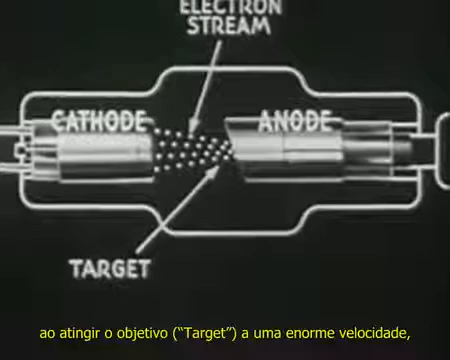 ELECTRON
STREAM
CATHODE
ANODE
TARGET
ao atingir o objetivo ("Target") a uma enorme velocidade,